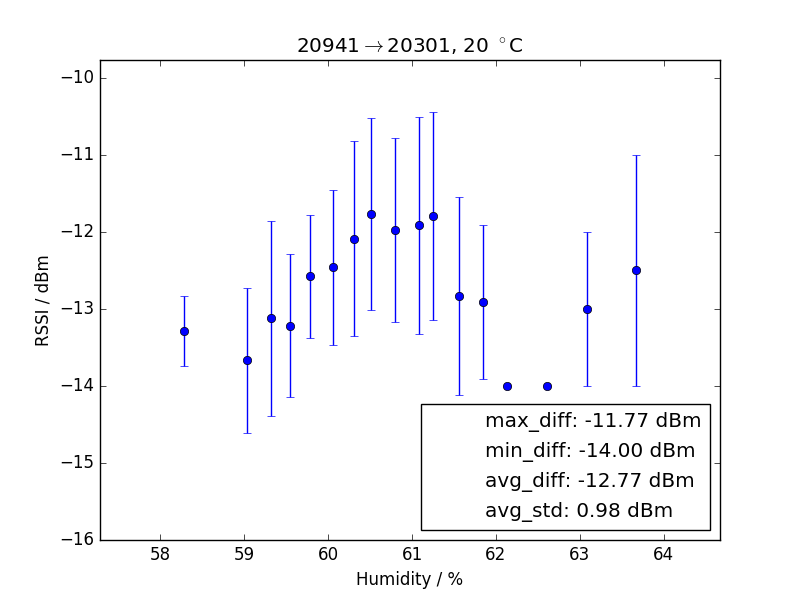 20941→20301, 20 °C
RSSI / dBm
−10
−11
−12
−13
−14
−15
−16
max_diff: -11.77 dBm
min_diff: -14.00 dBm
avg_diff: -12.77 dBm
avg_std: 0.98 dBm
58 59 60 61 62 63 64
Humidity / %